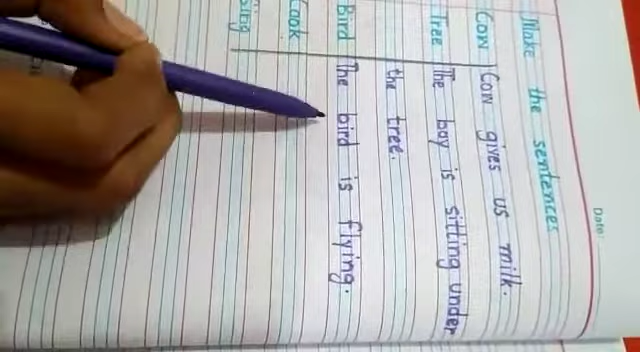 Date:
Make the sentences
Cow Cow gives us milk.
Tree The boy is sitting under
the tree.
Bird The bird is flying.
Cook